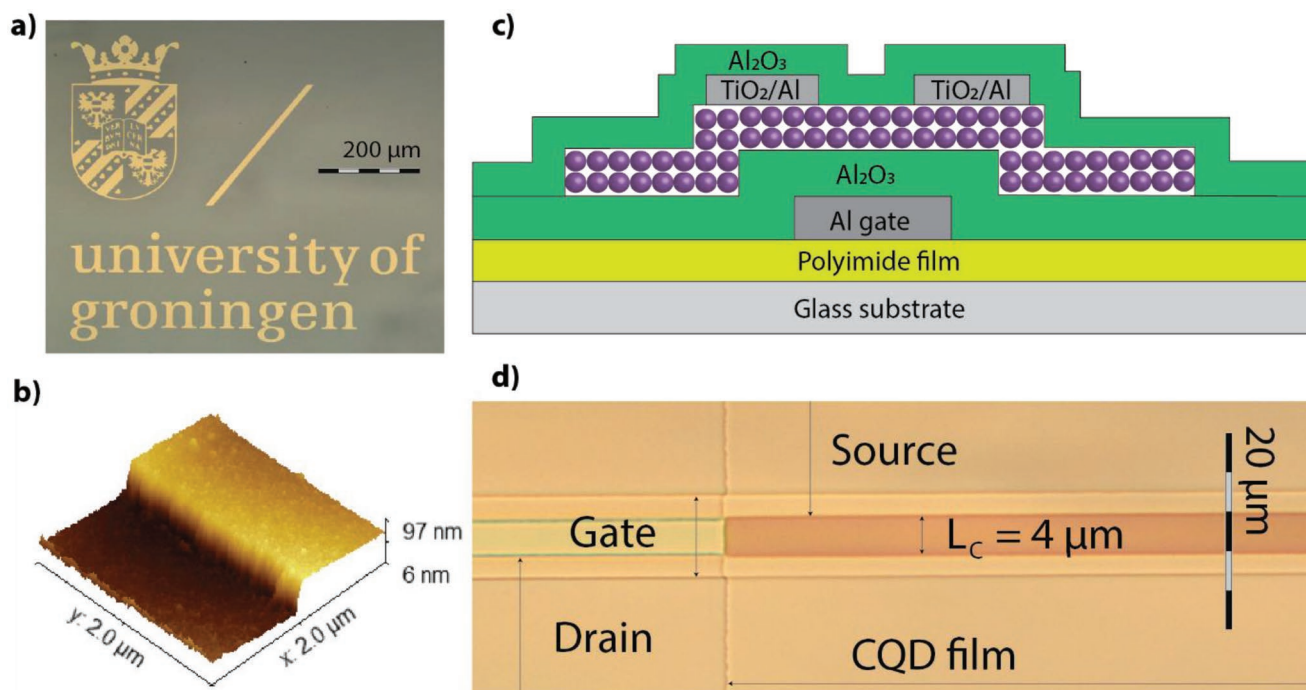 a)
200 µm
university of
groningen
b)
97 nm
6 nm
y: 2.0 µm
x: 2.0 µm
c)
Al₂O₃
TiO₂/Al
TiO₂/Al
Al₂O₃
Al gate
Polyimide film
Glass substrate
d)
Source
20 µm
Gate
L_C = 4 µm
Drain
CQD film